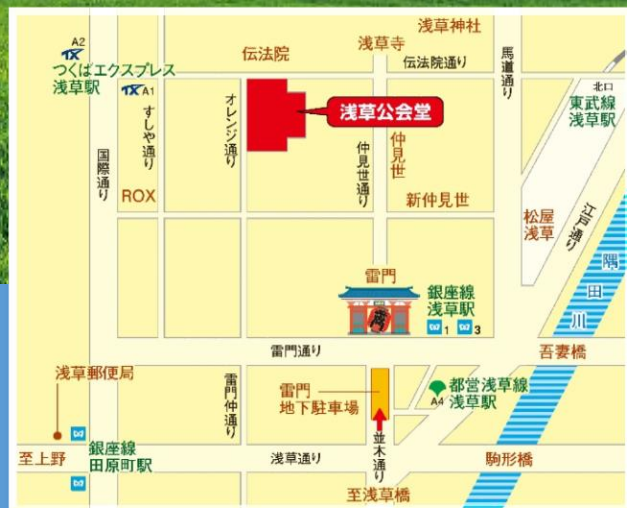 浅草神社
A2
伝法院
浅草寺
馬道通り
TX
つくばエクスプレス
浅草駅
伝法院通り
TX A1
北口
東武線
浅草駅
浅草公会堂
国際通り
すしや通り
オレンジ通り
仲見世通り
仲見世
ROX
新仲見世
松屋
浅草
江戸通り
隅田川
雷門
銀座線
浅草駅
1
3
雷門通り
吾妻橋
浅草郵便局
雷門仲通り
雷門
地下駐車場
A4
都営浅草線
浅草駅
銀座線
田原町駅
至上野
浅草通り
並木通り
駒形橋
至浅草橋